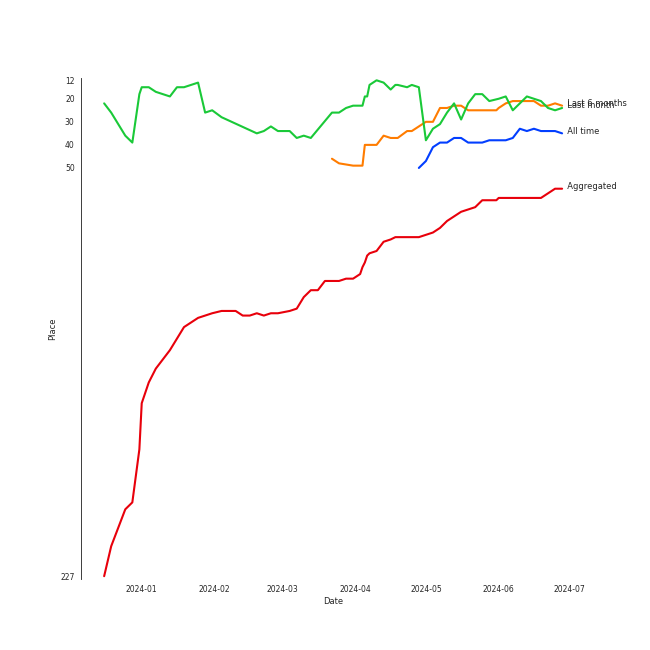 12
20
30
40
50
227
Place
Last 6 months
Last month
All time
Aggregated
2024-01
2024-02
2024-03
2024-04
2024-05
2024-06
2024-07
Date